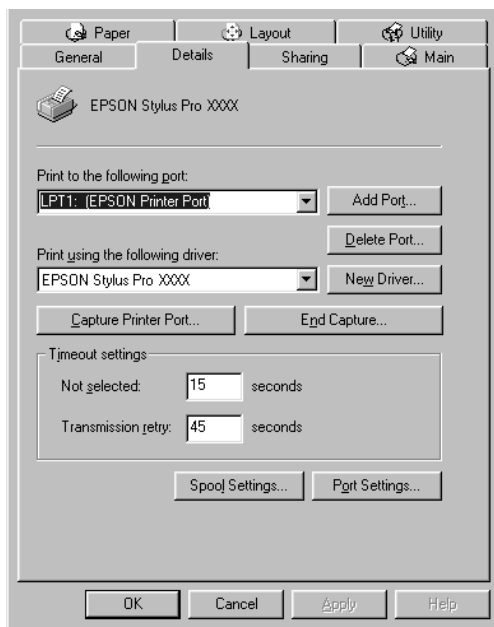 Paper Layout Utility
General Details Sharing Main
EPSON Stylus Pro XXXX
Print to the following port:
LPT1: (EPSON Printer Port) Add Port...
Delete Port...
Print using the following driver:
EPSON Stylus Pro XXXX New Driver...
Capture Printer Port... End Capture...
Timeout settings
Not selected: 15 seconds
Transmission retry: 45 seconds
Spool Settings... Port Settings...
OK Cancel Apply Help